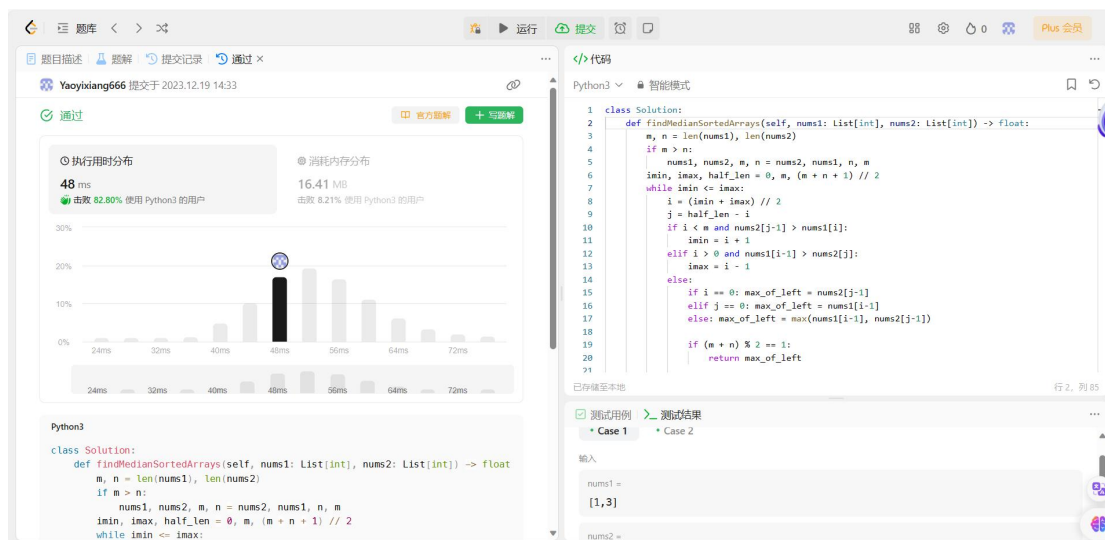 题库
运行
提交
0
Plus 会员
题目描述
题解
提交记录
通过
Yaoyixiang666 提交于 2023.12.19 14:33
通过
官方题解
写题解
执行用时分布
48 ms
击败 82.80% 使用 Python3 的用户
消耗内存分布
16.41 MB
击败 8.21% 使用 Python3 的用户
30%
20%
10%
0%
24ms 32ms 40ms 48ms 56ms 64ms 72ms
24ms 32ms 40ms 48ms 56ms 64ms 72ms
Python3
class Solution:
def findMedianSortedArrays(self, nums1: List[int], nums2: List[int]) -> float
m, n = len(nums1), len(nums2)
if m > n:
nums1, nums2, m, n = nums2, nums1, n, m
imin, imax, half_len = 0, m, (m + n + 1) // 2
while imin <= imax:
</> 代码
Python3 智能模式
1 class Solution:
2 def findMedianSortedArrays(self, nums1: List[int], nums2: List[int]) -> float:
3 m, n = len(nums1), len(nums2)
4 if m > n:
5 nums1, nums2, m, n = nums2, nums1, n, m
6 imin, imax, half_len = 0, m, (m + n + 1) // 2
7 while imin <= imax:
8 i = (imin + imax) // 2
9 j = half_len - i
10 if i < m and nums2[j-1] > nums1[i]:
11 imin = i + 1
12 elif i > 0 and nums1[i-1] > nums2[j]:
13 imax = i - 1
14 else:
15 if i == 0: max_of_left = nums2[j-1]
16 elif j == 0: max_of_left = nums1[i-1]
17 else: max_of_left = max(nums1[i-1], nums2[j-1])
18
19 if (m + n) % 2 == 1:
20 return max_of_left
21
已存储至本地
行 2, 列 85
测试用例
测试结果
Case 1
Case 2
输入
nums1 =
[1,3]
nums2 =